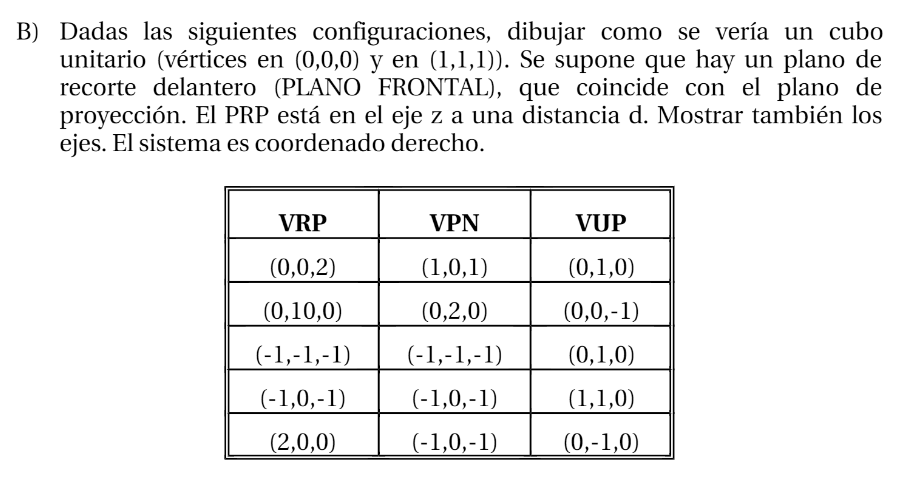 B) Dadas las siguientes configuraciones, dibujar como se vería un cubo
unitario (vértices en (0,0,0) y en (1,1,1)). Se supone que hay un plano de
recorte delantero (PLANO FRONTAL), que coincide con el plano de
proyección. El PRP está en el eje z a una distancia d. Mostrar también los
ejes. El sistema es coordenado derecho.
VRP VPN VUP
(0,0,2) (1,0,1) (0,1,0)
(0,10,0) (0,2,0) (0,0,-1)
(-1,-1,-1) (-1,-1,-1) (0,1,0)
(-1,0,-1) (-1,0,-1) (1,1,0)
(2,0,0) (-1,0,-1) (0,-1,0)